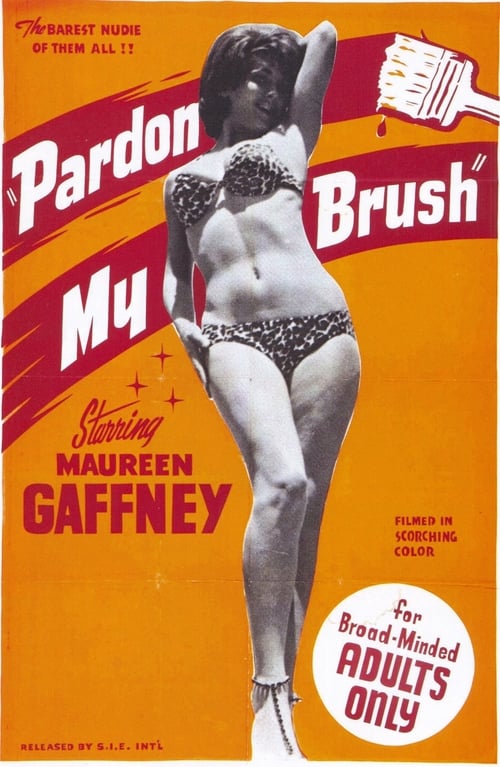 The BAREST NUDIE
OF THEM ALL !!
"Pardon
My
Brush"
Starring
MAUREEN
GAFFNEY
FILMED IN
SCORCHING
COLOR
for
Broad-Minded
ADULTS
ONLY
RELEASED BY S.I.E. INT'L